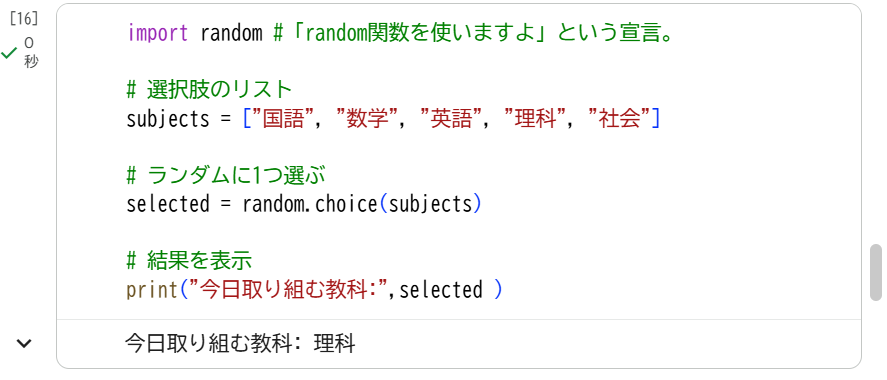 [16]
0
秒
import random #「random関数を使いますよ」という宣言。
# 選択肢のリスト
subjects = ["国語", "数学", "英語", "理科", "社会"]
# ランダムに1つ選ぶ
selected = random.choice(subjects)
# 結果を表示
print("今日取り組む教科:",selected )
今日取り組む教科: 理科